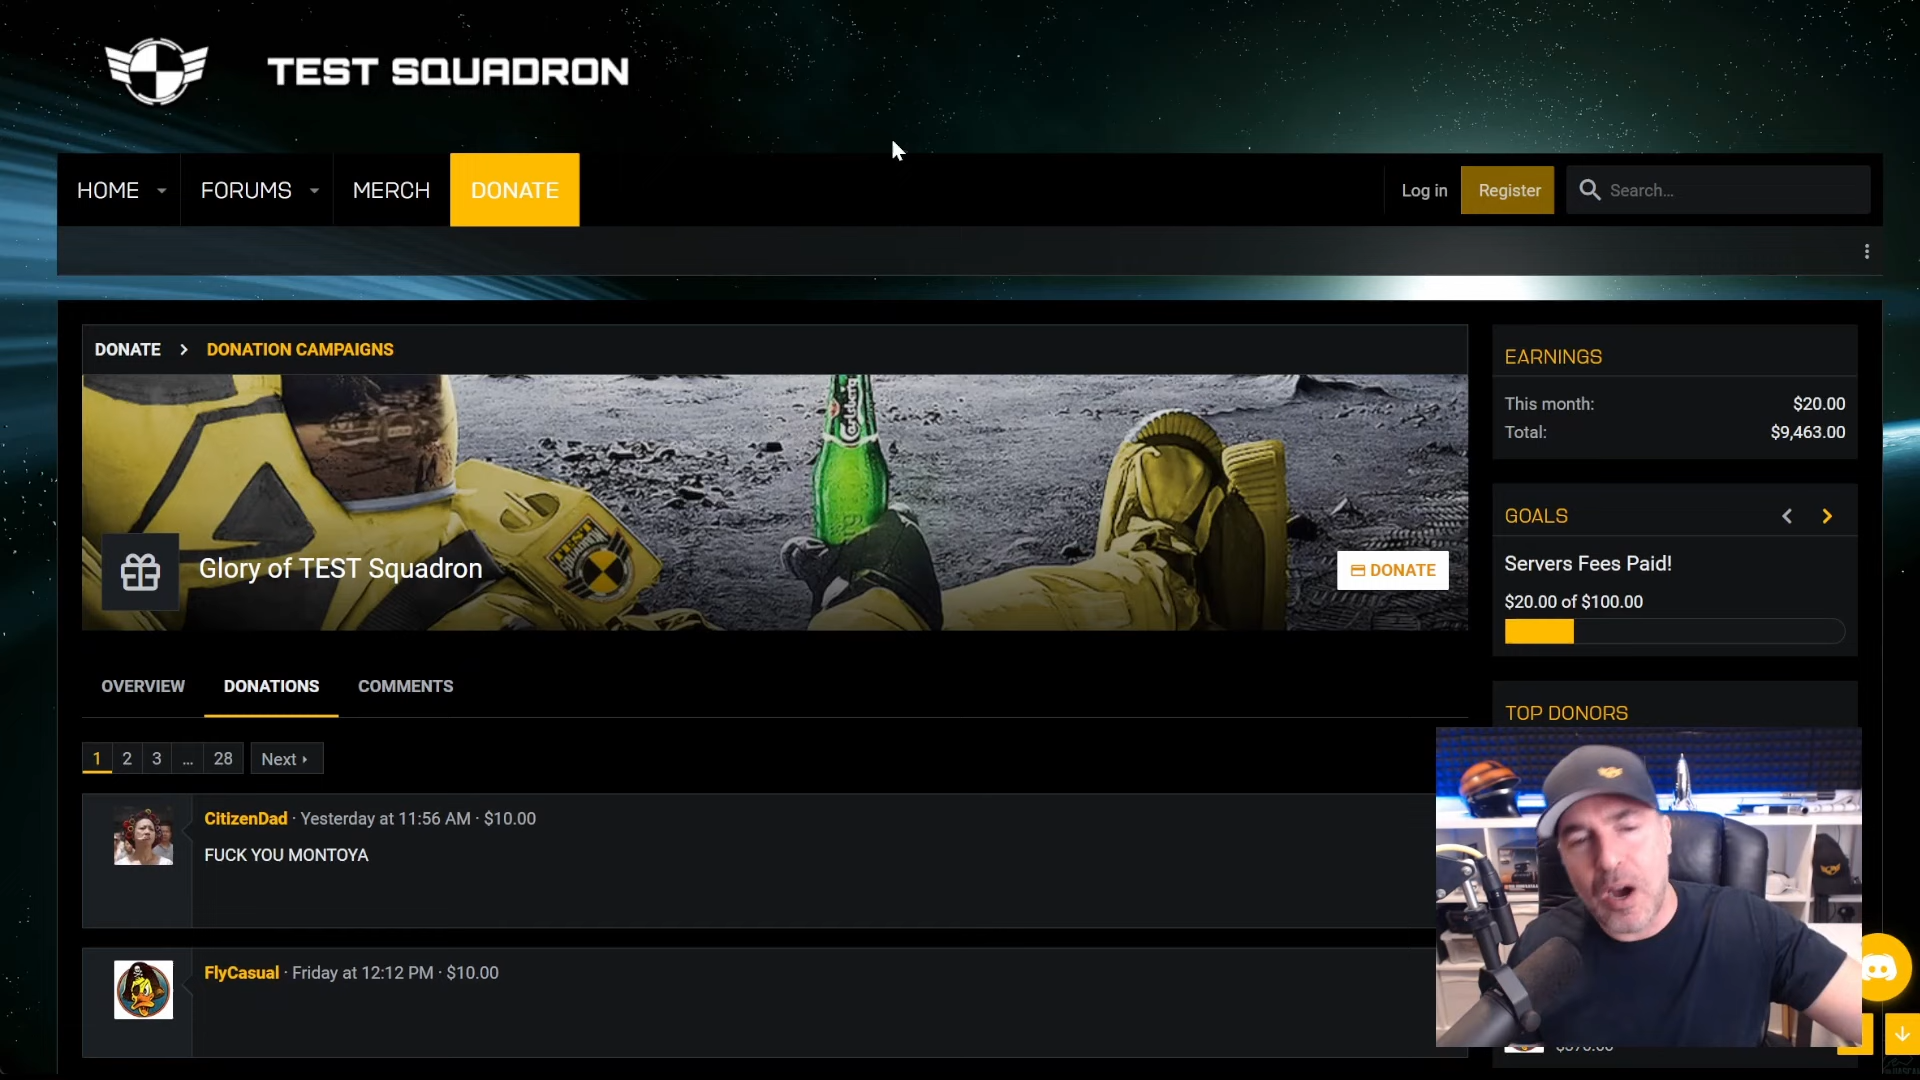 TEST SQUADRON
HOME
FORUMS
MERCH
DONATE
Log in
Register
Search...
DONATE
DONATION CAMPAIGNS
Carlsberg
TEST
SQUADRON
Glory of TEST Squadron
DONATE
EARNINGS
This month: $20.00
Total: $9,463.00
GOALS
Servers Fees Paid!
$20.00 of $100.00
TOP DONORS
OVERVIEW
DONATIONS
COMMENTS
1 2 3 ... 28 Next
CitizenDad · Yesterday at 11:56 AM · $10.00
FUCK YOU MONTOYA
FlyCasual · Friday at 12:12 PM · $10.00